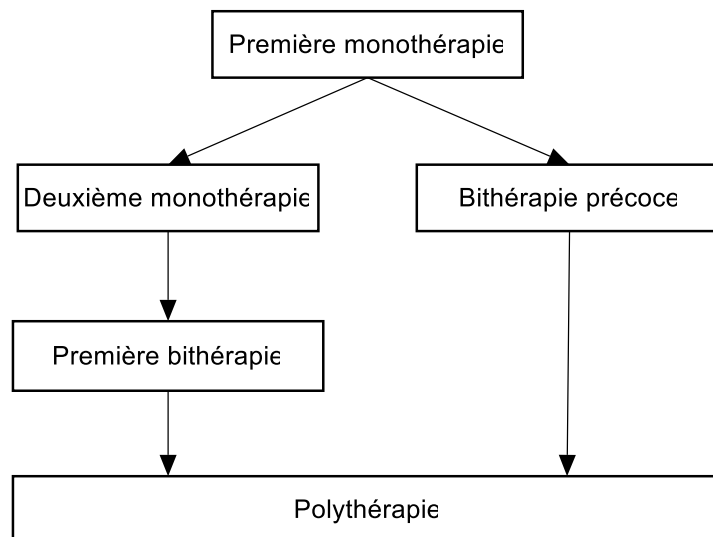 Première monothérapie
Deuxième monothérapie
Bithérapie précoce
Première bithérapie
Polythérapie